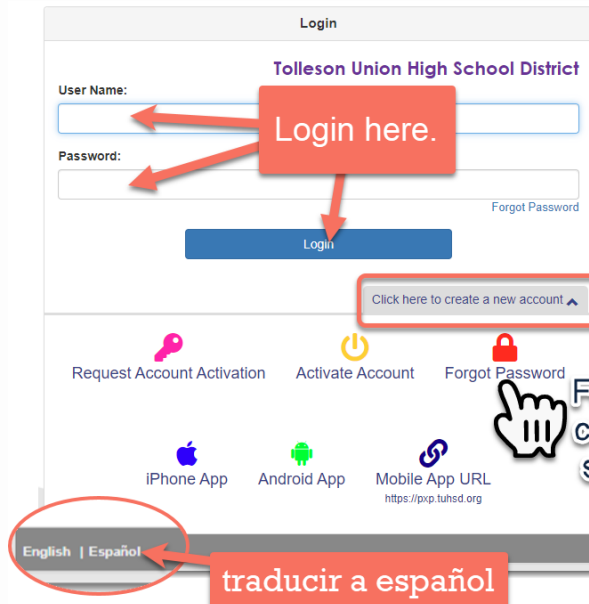 Login
Tolleson Union High School District
User Name:
Login here.
Password:
Forgot Password
Login
Click here to create a new account
Request Account Activation
Activate Account
Forgot Password
iPhone App
Android App
Mobile App URL
https://pxp.tuhsd.org
English | Español
traducir a español